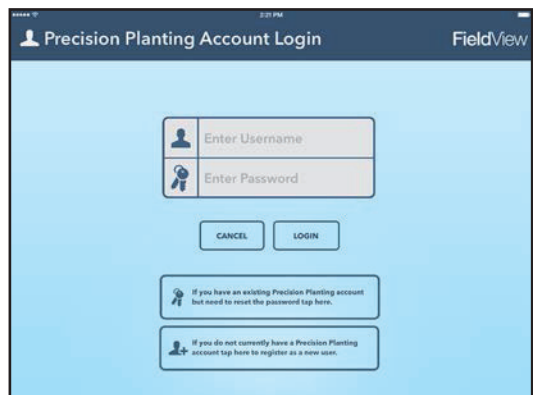 2:21 PM
Precision Planting Account Login
FieldView
Enter Username
Enter Password
CANCEL
LOGIN
If you have an existing Precision Planting account
but need to reset the password tap here.
If you do not currently have a Precision Planting
account tap here to register as a new user.